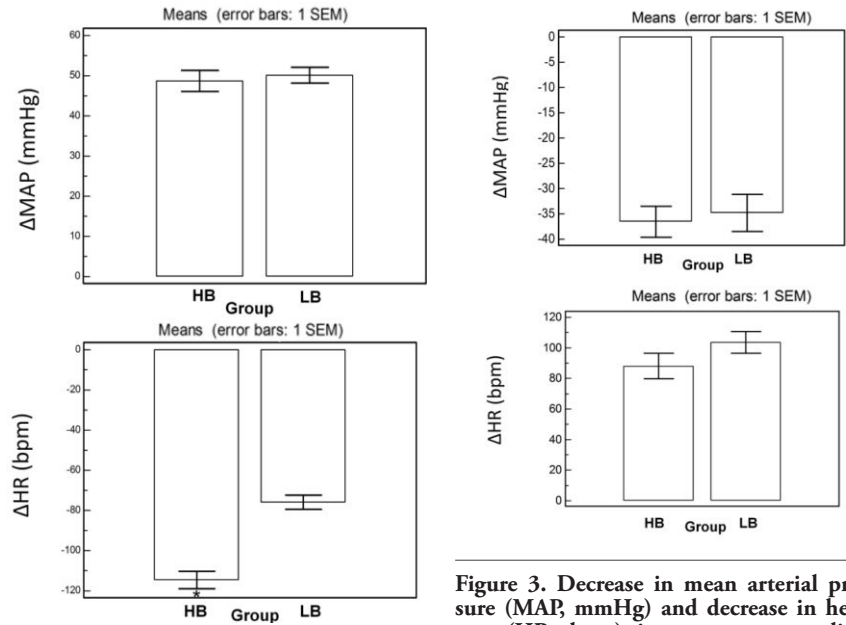 Means (error bars: 1 SEM)
ΔMAP (mmHg)
60
50
40
30
20
10
0
HB
LB
Group
Means (error bars: 1 SEM)
ΔHR (bpm)
0
-20
-40
-60
-80
-100
-120
*
HB
LB
Group
Means (error bars: 1 SEM)
ΔMAP (mmHg)
0
-5
-10
-15
-20
-25
-30
-35
-40
HB
Group
LB
Means (error bars: 1 SEM)
ΔHR (bpm)
120
100
80
60
40
20
0
HB
Group
LB
Figure 3. Decrease in mean arterial pr
sure (MAP, mmHg) and decrease in he